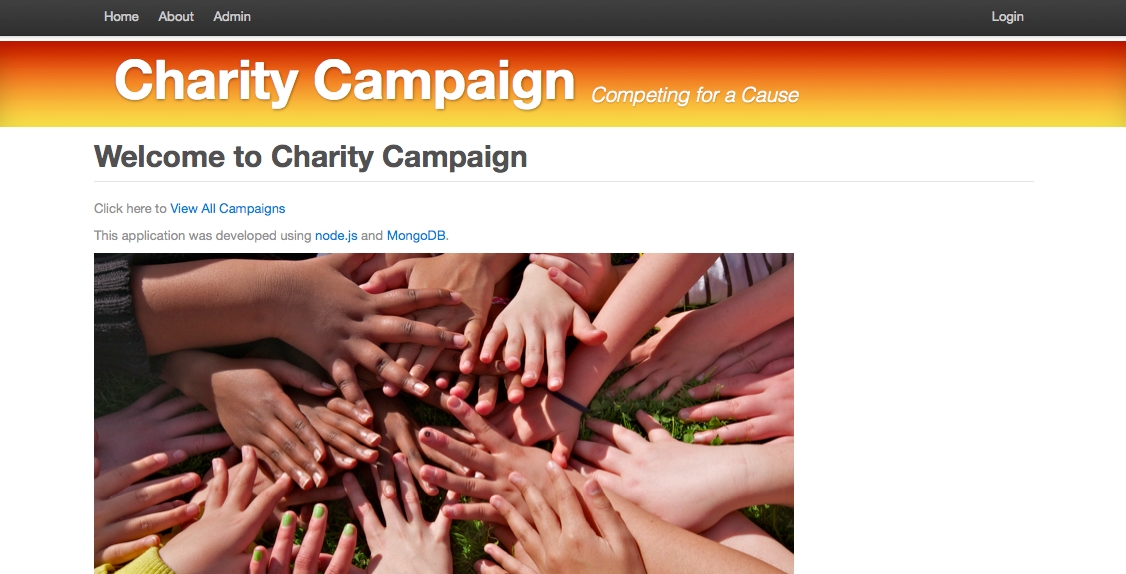 Home About Admin Login
Charity Campaign Competing for a Cause
Welcome to Charity Campaign
Click here to View All Campaigns
This application was developed using node.js and MongoDB.